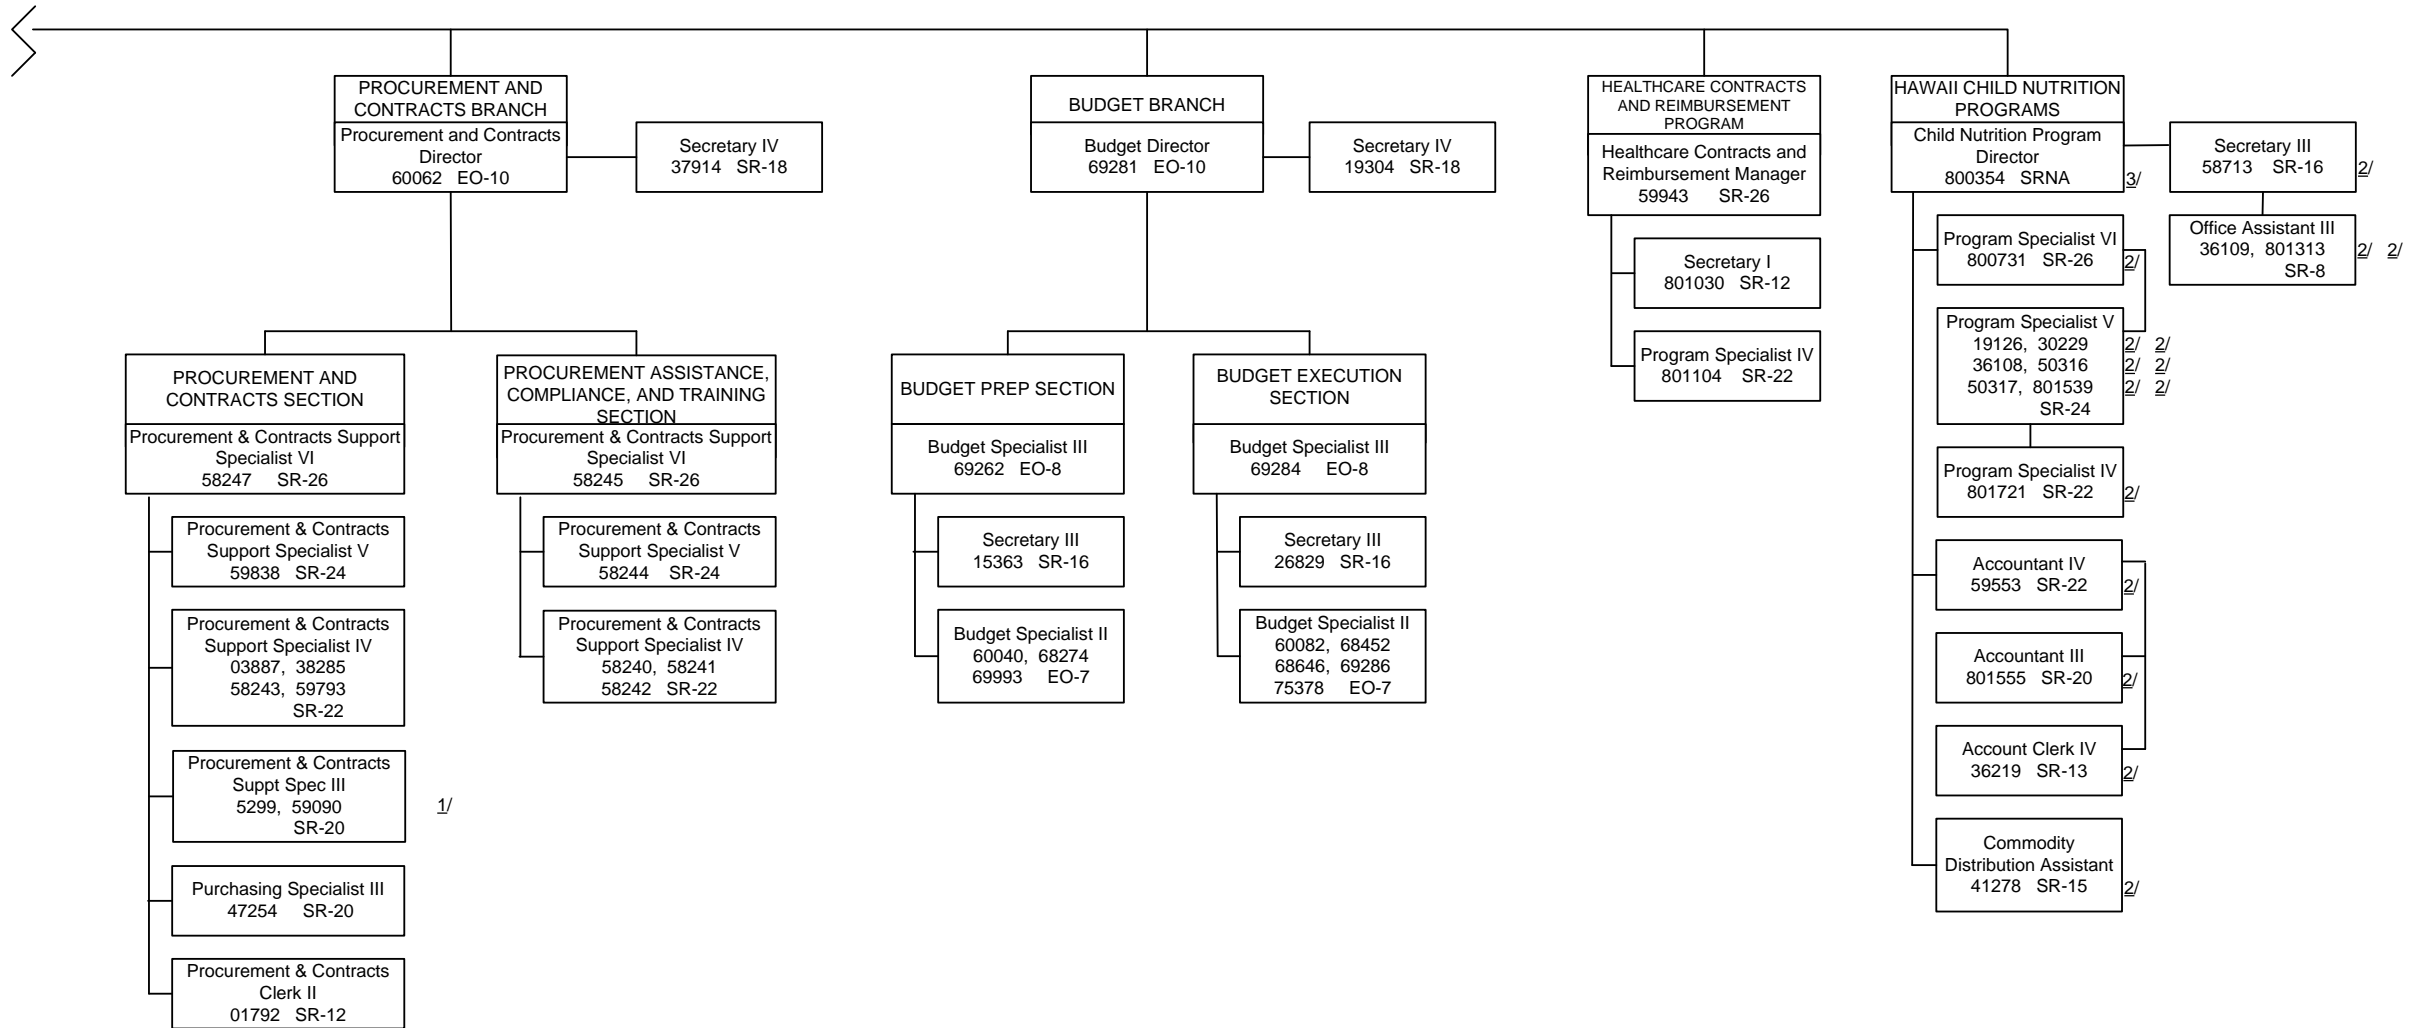 PROCUREMENT AND
CONTRACTS BRANCH
Procurement and Contracts
Director
60062 EO-10
Secretary IV
37914 SR-18
PROCUREMENT AND
CONTRACTS SECTION
Procurement & Contracts Support
Specialist VI
58247 SR-26
Procurement & Contracts
Support Specialist V
59838 SR-24
Procurement & Contracts
Support Specialist IV
03887, 38285
58243, 59793
SR-22
Procurement & Contracts
Suppt Spec III
5299, 59090
SR-20
1/
Purchasing Specialist III
47254 SR-20
Procurement & Contracts
Clerk II
01792 SR-12
PROCUREMENT ASSISTANCE,
COMPLIANCE, AND TRAINING
SECTION
Procurement & Contracts Support
Specialist VI
58245 SR-26
Procurement & Contracts
Support Specialist V
58244 SR-24
Procurement & Contracts
Support Specialist IV
58240, 58241
58242 SR-22
BUDGET BRANCH
Budget Director
69281 EO-10
Secretary IV
19304 SR-18
BUDGET PREP SECTION
Budget Specialist III
69262 EO-8
Secretary III
15363 SR-16
Budget Specialist II
60040, 68274
69993 EO-7
BUDGET EXECUTION
SECTION
Budget Specialist III
69284 EO-8
Secretary III
26829 SR-16
Budget Specialist II
60082, 68452
68646, 69286
75378 EO-7
HEALTHCARE CONTRACTS
AND REIMBURSEMENT
PROGRAM
Healthcare Contracts and
Reimbursement Manager
59943 SR-26
Secretary I
801030 SR-12
Program Specialist IV
801104 SR-22
HAWAII CHILD NUTRITION
PROGRAMS
Child Nutrition Program
Director
800354 SRNA 3/
Secretary III
58713 SR-16 2/
Office Assistant III
36109, 801313 2/ 2/
SR-8
Program Specialist VI
800731 SR-26 2/
Program Specialist V
19126, 30229 2/ 2/
36108, 50316 2/ 2/
50317, 801539 2/ 2/
SR-24
Program Specialist IV
801721 SR-22 2/
Accountant IV
59553 SR-22 2/
Accountant III
801555 SR-20 2/
Account Clerk IV
36219 SR-13 2/
Commodity
Distribution Assistant
41278 SR-15 2/